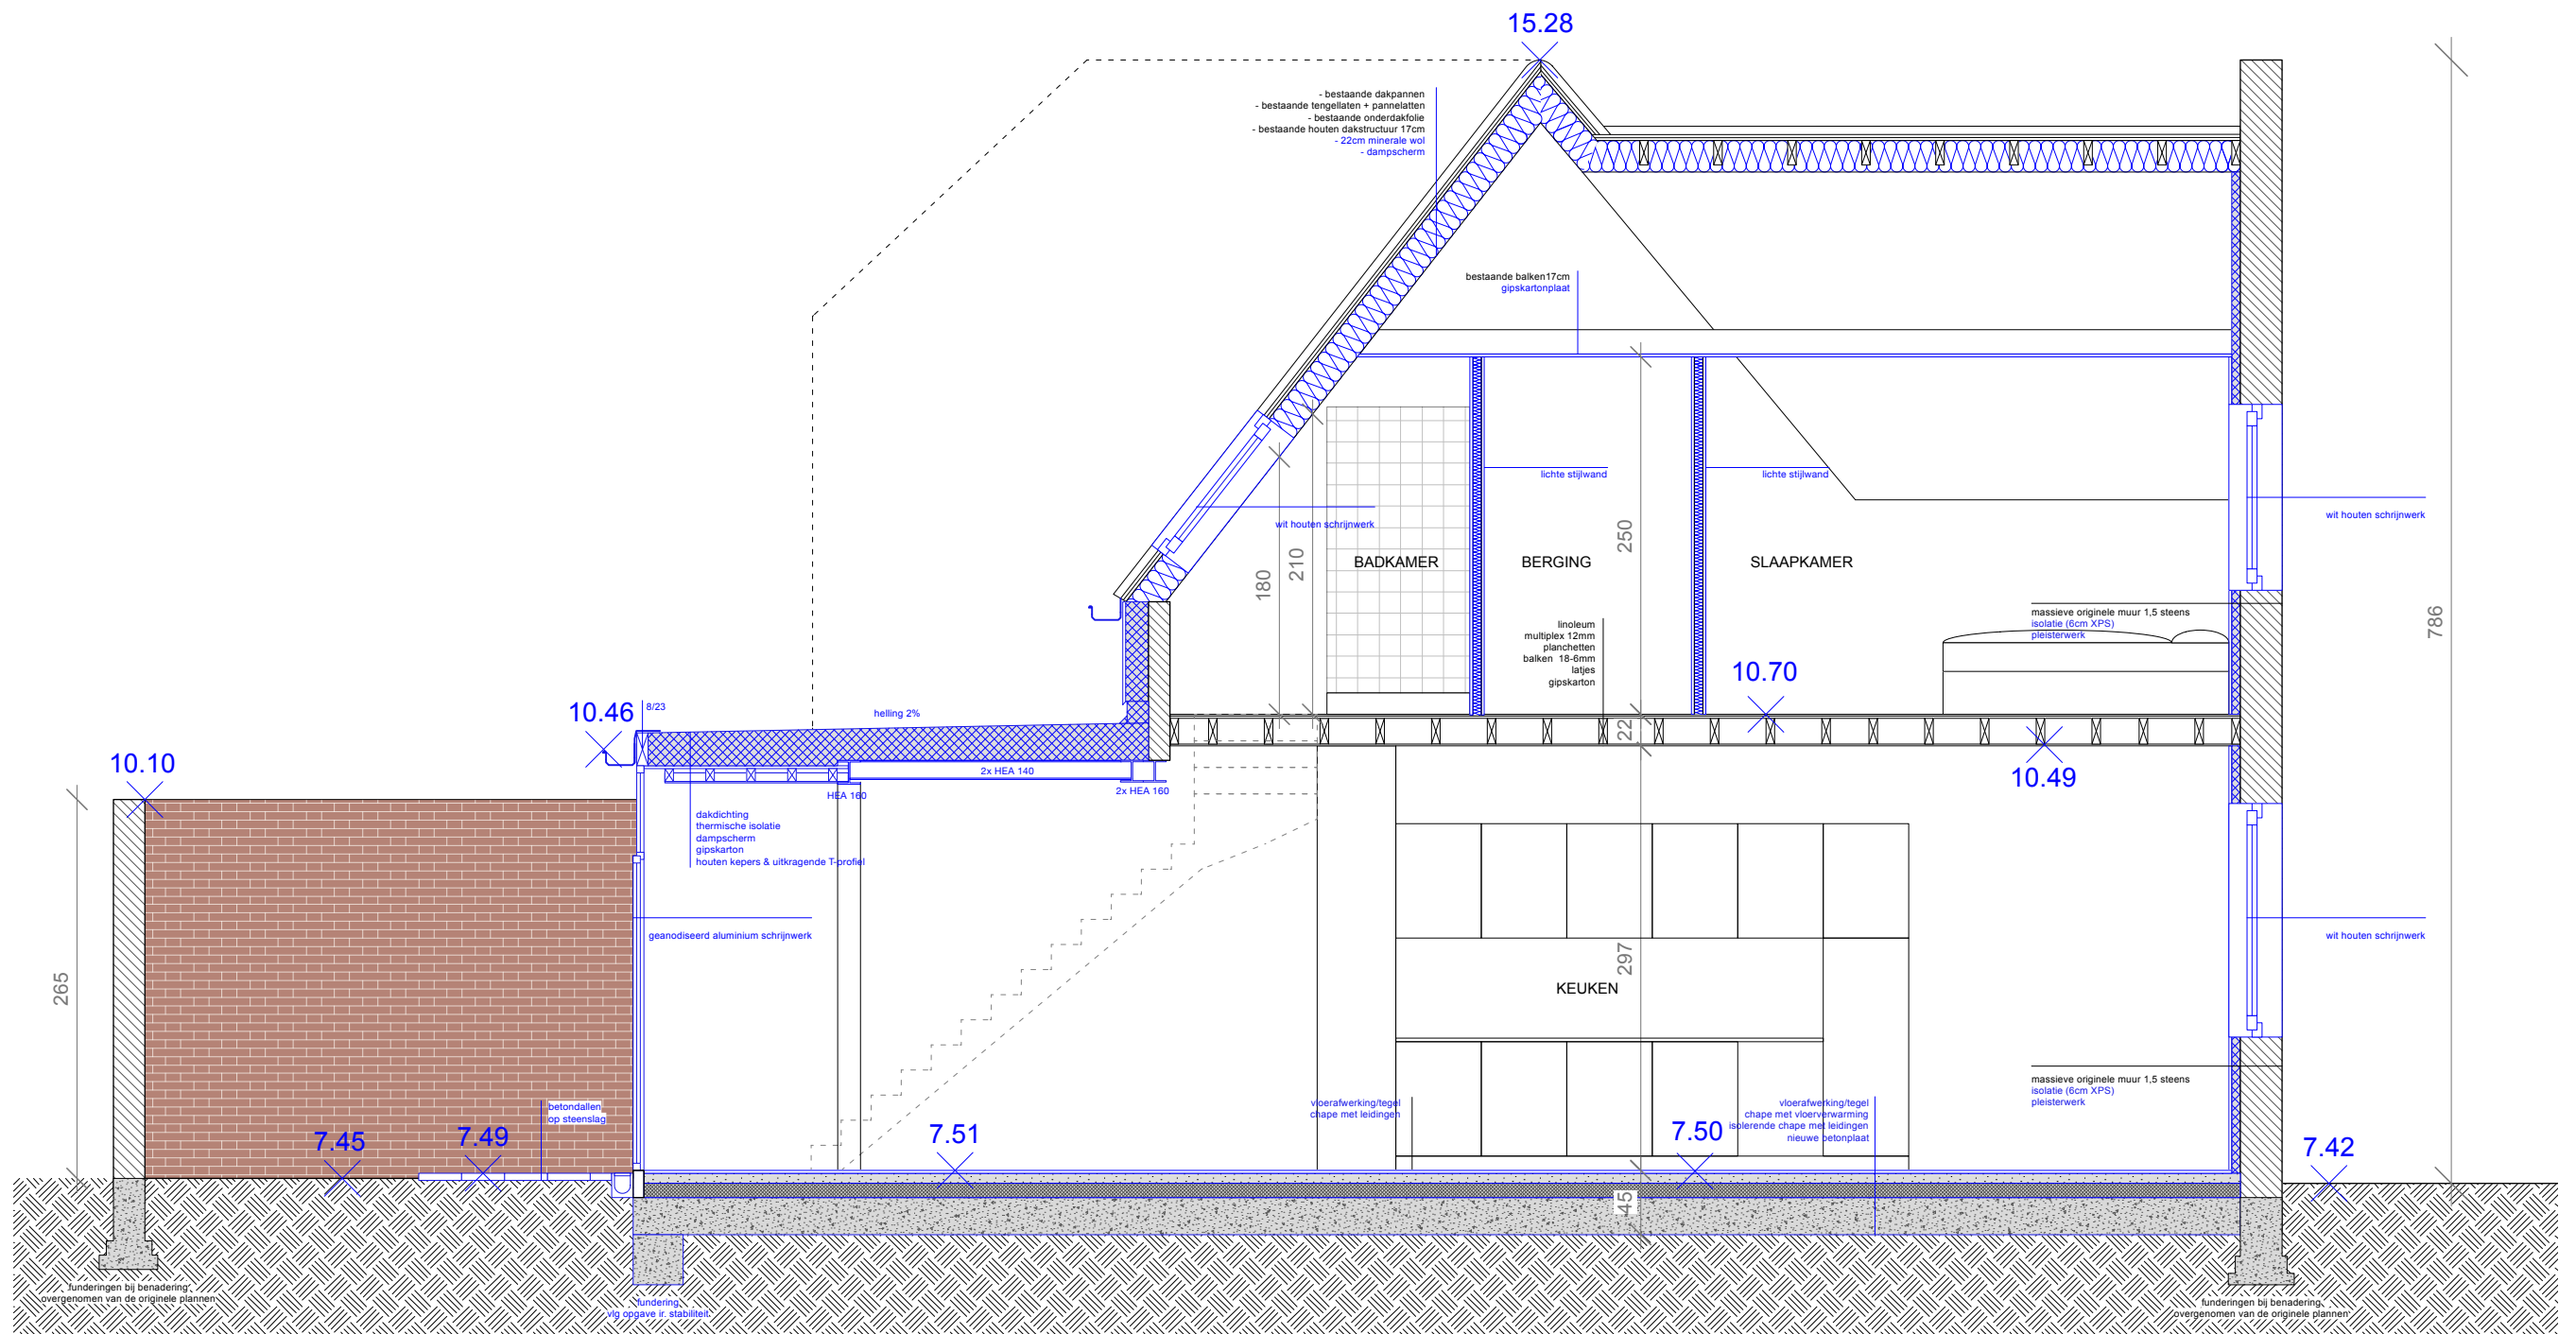 15.28
- bestaande dakpannen
- bestaande tengellaten + pannelatten
- bestaande onderdakfolie
- bestaande houten dakstructuur 17cm
- 22cm minerale wol
- dampscherm
bestaande balken17cm
gipskartonplaat
lichte stijlwand
lichte stijlwand
wit houten schrijnwerk
wit houten schrijnwerk
180
210
250
BADKAMER
BERGING
SLAAPKAMER
786
linoleum
multiplex 12mm
planchetten
balken 18-6mm
latjes
gipskarton
massieve originele muur 1,5 steens
isolatie (6cm XPS)
pleisterwerk
10.70
10.46
8/23
helling 2%
22
10.49
10.10
2x HEA 140
HEA 160
2x HEA 160
dakdichting
thermische isolatie
dampscherm
gipskarton
houten kepers & uitkragende T-profiel
geanodiseerd aluminium schrijnwerk
wit houten schrijnwerk
265
297
KEUKEN
massieve originele muur 1,5 steens
isolatie (6cm XPS)
pleisterwerk
betondallen
op steenslag
vloerafwerking/tegel
chape met leidingen
vloerafwerking/tegel
chape met vloerverwarming
isolerende chape met leidingen
nieuwe betonplaat
7.45
7.49
7.51
7.50
7.42
45
funderingen bij benadering
overgenomen van de originele plannen
fundering
vlg opgave ir. stabiliteit
funderingen bij benadering
overgenomen van de originele plannen